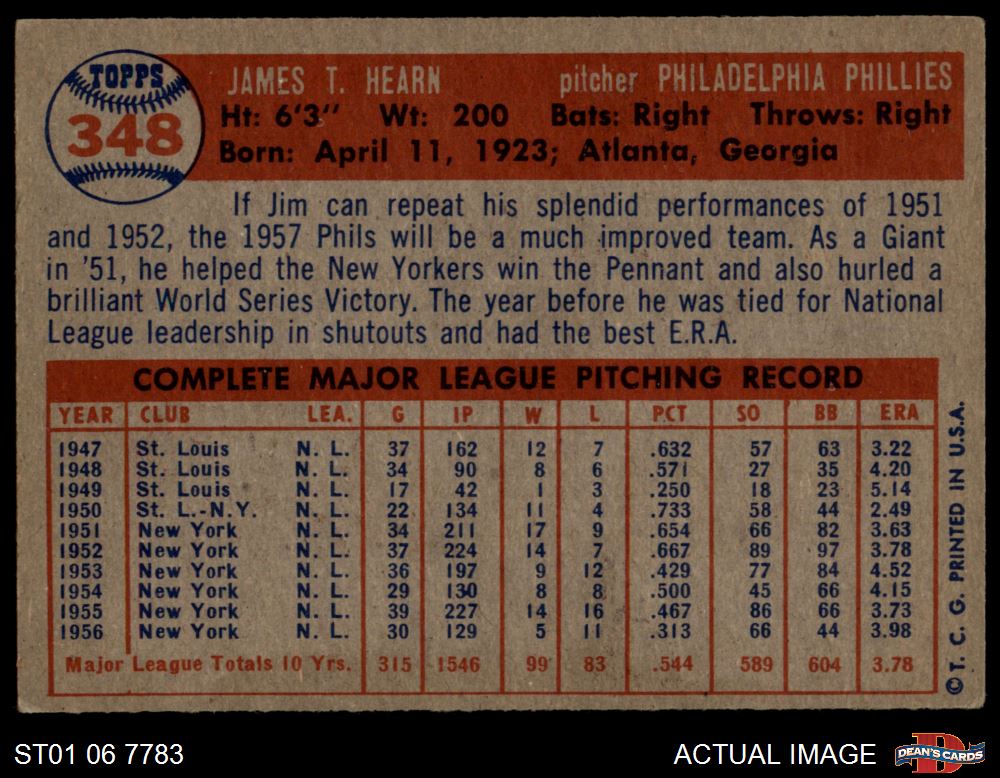 TOPPS
348
JAMES T. HEARN pitcher PHILADELPHIA PHILLIES
Ht: 6'3" Wt: 200 Bats: Right Throws: Right
Born: April 11, 1923; Atlanta, Georgia
If Jim can repeat his splendid performances of 1951
and 1952, the 1957 Phils will be a much improved team. As a Giant
in '51, he helped the New Yorkers win the Pennant and also hurled a
brilliant World Series Victory. The year before he was tied for National
League leadership in shutouts and had the best E.R.A.
COMPLETE MAJOR LEAGUE PITCHING RECORD
YEAR CLUB LEA. G IP W L PCT SO BB ERA
1947 St. Louis N. L. 37 162 12 7 .632 57 63 3.22
1948 St. Louis N. L. 34 90 8 6 .571 27 35 4.20
1949 St. Louis N. L. 17 42 1 3 .250 18 23 5.14
1950 St. L.-N.Y. N. L. 22 134 11 4 .733 58 44 2.49
1951 New York N. L. 34 211 17 9 .654 66 82 3.63
1952 New York N. L. 37 224 14 7 .667 89 97 3.78
1953 New York N. L. 36 197 9 12 .429 77 84 4.52
1954 New York N. L. 29 130 8 8 .500 45 66 4.15
1955 New York N. L. 39 227 14 16 .467 86 66 3.73
1956 New York N. L. 30 129 5 11 .313 66 44 3.98
Major League Totals 10 Yrs. 315 1546 99 83 .544 589 604 3.78
© T. C. G. PRINTED IN U.S.A.
ST01 06 7783 ACTUAL IMAGE DEAN'S CARDS